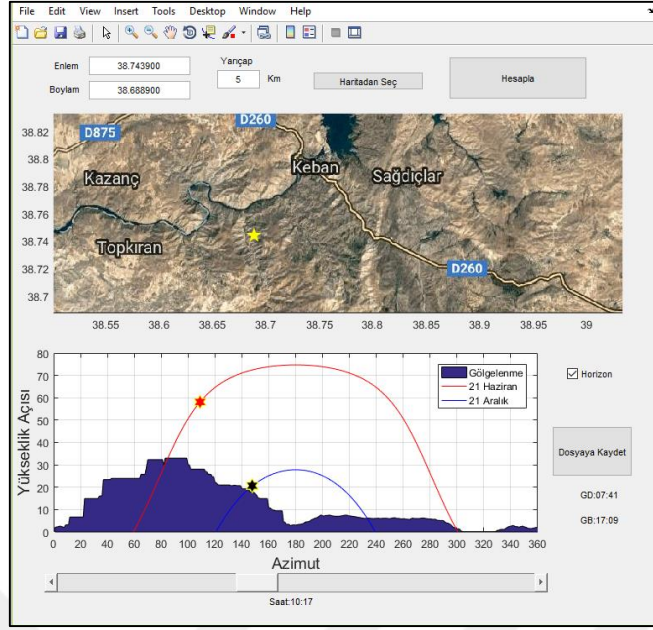 File Edit View Insert Tools Desktop Window Help
Enlem 38.743900 Yarıçap
5 Km Haritadan Seç Hesapla
Boylam 38.688900
38.82 D875 D260
38.8 Keban
38.78 Kazanç Sağdıçlar
38.76
38.74 Topkıran
38.72 D260
38.7
38.55 38.6 38.65 38.7 38.75 38.8 38.85 38.9 38.95 39
80
70
60
50
40
30
20
10
0
Yükseklik Açısı
Gölgelenme
21 Haziran
21 Aralık
0 20 40 60 80 100 120 140 160 180 200 220 240 260 280 300 320 340 360
Azimut
Horizon
Dosyaya Kaydet
GD:07:41
GB:17:09
Saat:10:17